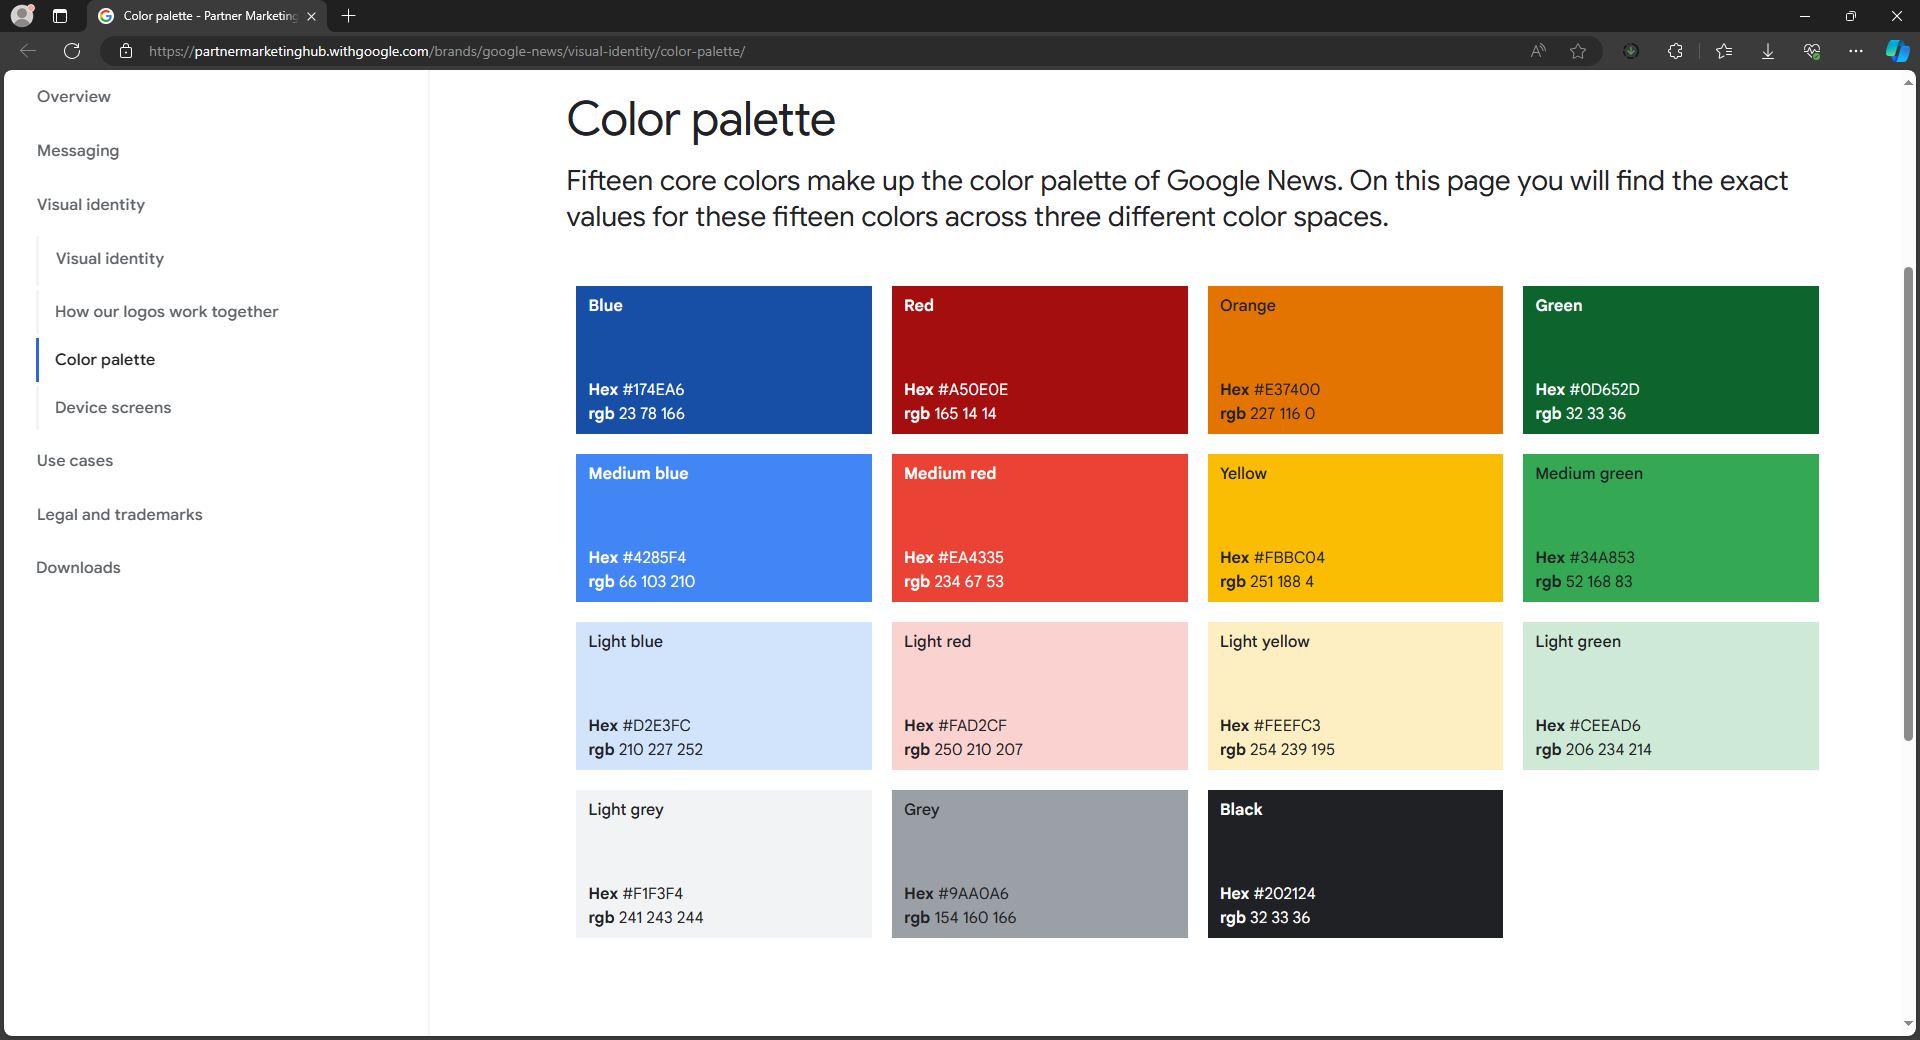 Color palette - Partner Marketing
https://partnermarketinghub.withgoogle.com/brands/google-news/visual-identity/color-palette/
Overview
Messaging
Visual identity
Visual identity
How our logos work together
Color palette
Device screens
Use cases
Legal and trademarks
Downloads
Color palette
Fifteen core colors make up the color palette of Google News. On this page you will find the exact
values for these fifteen colors across three different color spaces.
Blue
Hex #174EA6
rgb 23 78 166
Red
Hex #A50E0E
rgb 165 14 14
Orange
Hex #E37400
rgb 227 116 0
Green
Hex #0D652D
rgb 32 33 36
Medium blue
Hex #4285F4
rgb 66 103 210
Medium red
Hex #EA4335
rgb 234 67 53
Yellow
Hex #FBBC04
rgb 251 188 4
Medium green
Hex #34A853
rgb 52 168 83
Light blue
Hex #D2E3FC
rgb 210 227 252
Light red
Hex #FAD2CF
rgb 250 210 207
Light yellow
Hex #FEEFC3
rgb 254 239 195
Light green
Hex #CEEAD6
rgb 206 234 214
Light grey
Hex #F1F3F4
rgb 241 243 244
Grey
Hex #9AA0A6
rgb 154 160 166
Black
Hex #202124
rgb 32 33 36